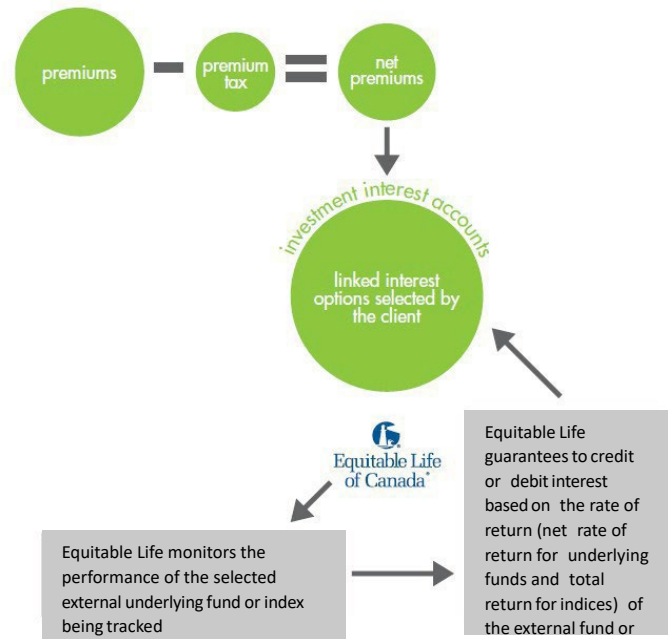 premiums
premium
tax
net
premiums
investment interest accounts
linked interest
options selected by
the client
Equitable Life
of Canada®
Equitable Life monitors the
performance of the selected
external underlying fund or index
being tracked
Equitable Life
guarantees to credit
or debit interest
based on the rate of
return (net rate of
return for underlying
funds and total
return for indices) of
the external fund or